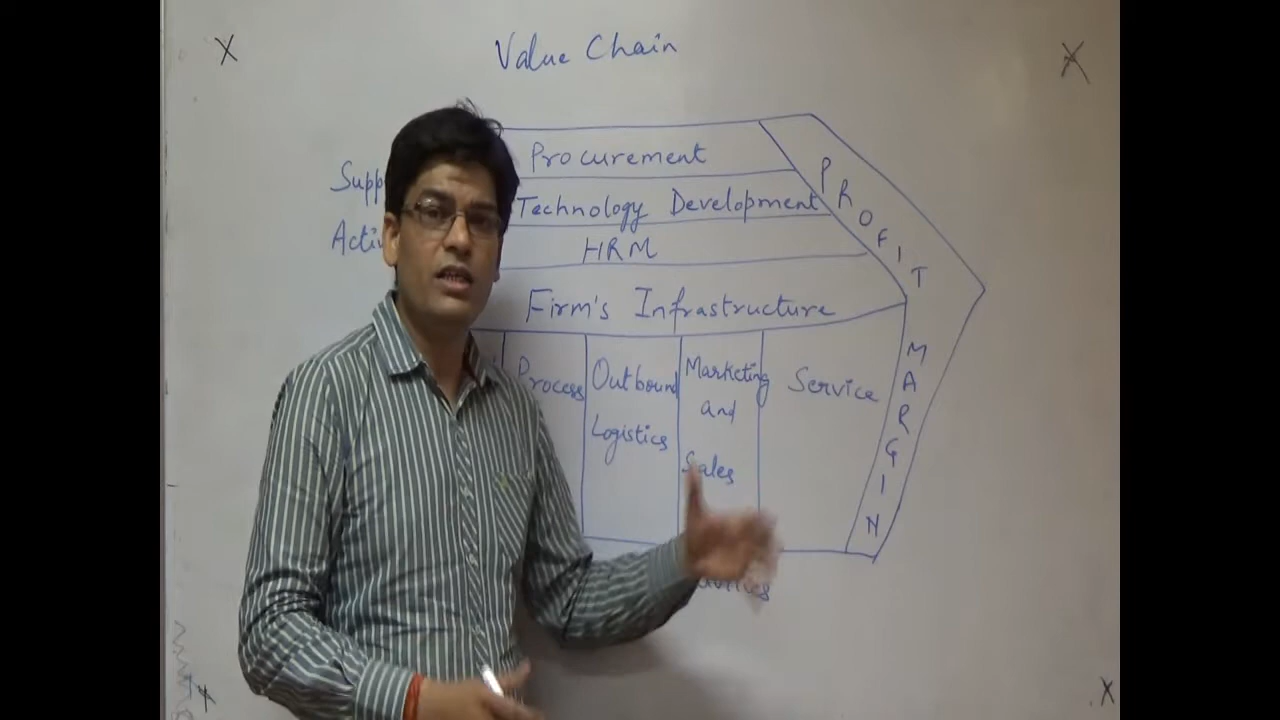 Value Chain
Procurement
Technology Development
HRM
Firm's Infrastructure
Process
Outbound
Logistics
Marketing
and
Sales
Service
PROFIT MARGIN